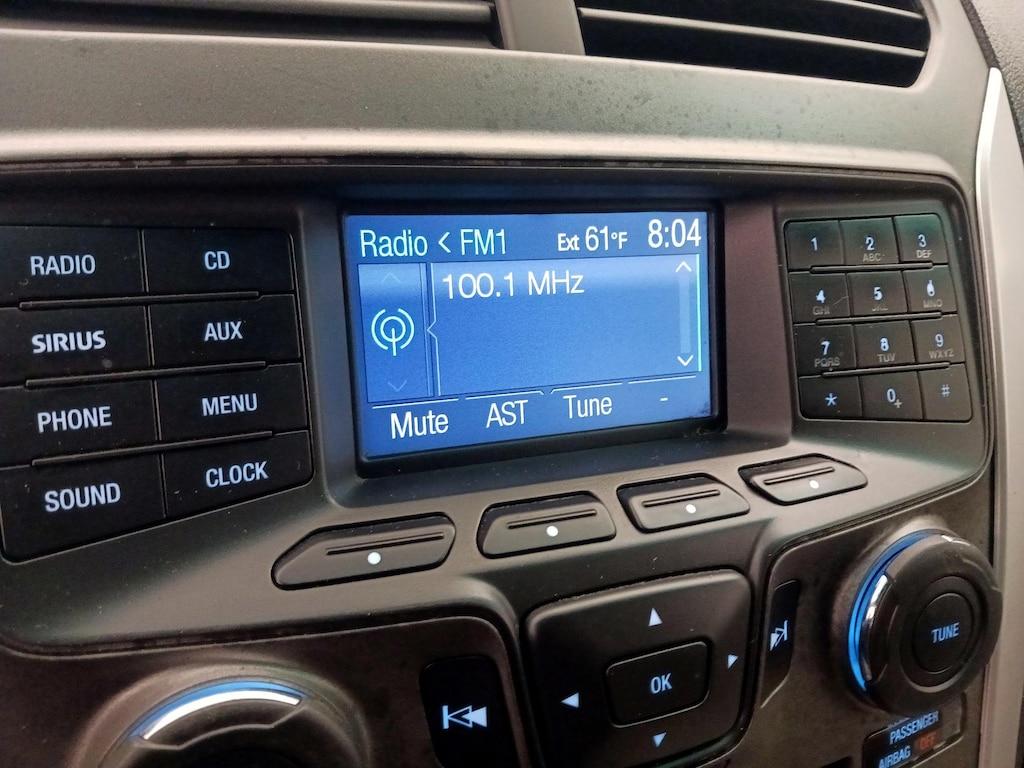 Radio < FM1 Ext 61°F 8:04
100.1 MHz
Mute AST Tune -
RADIO CD
SIRIUS AUX
PHONE MENU
SOUND CLOCK
1 2 ABC 3 DEF
4 GHI 5 JKL 6 MNO
7 PQRS 8 TUV 9 WXYZ
* 0+ #
OK
TUNE
PASSENGER
AIRBAG OFF